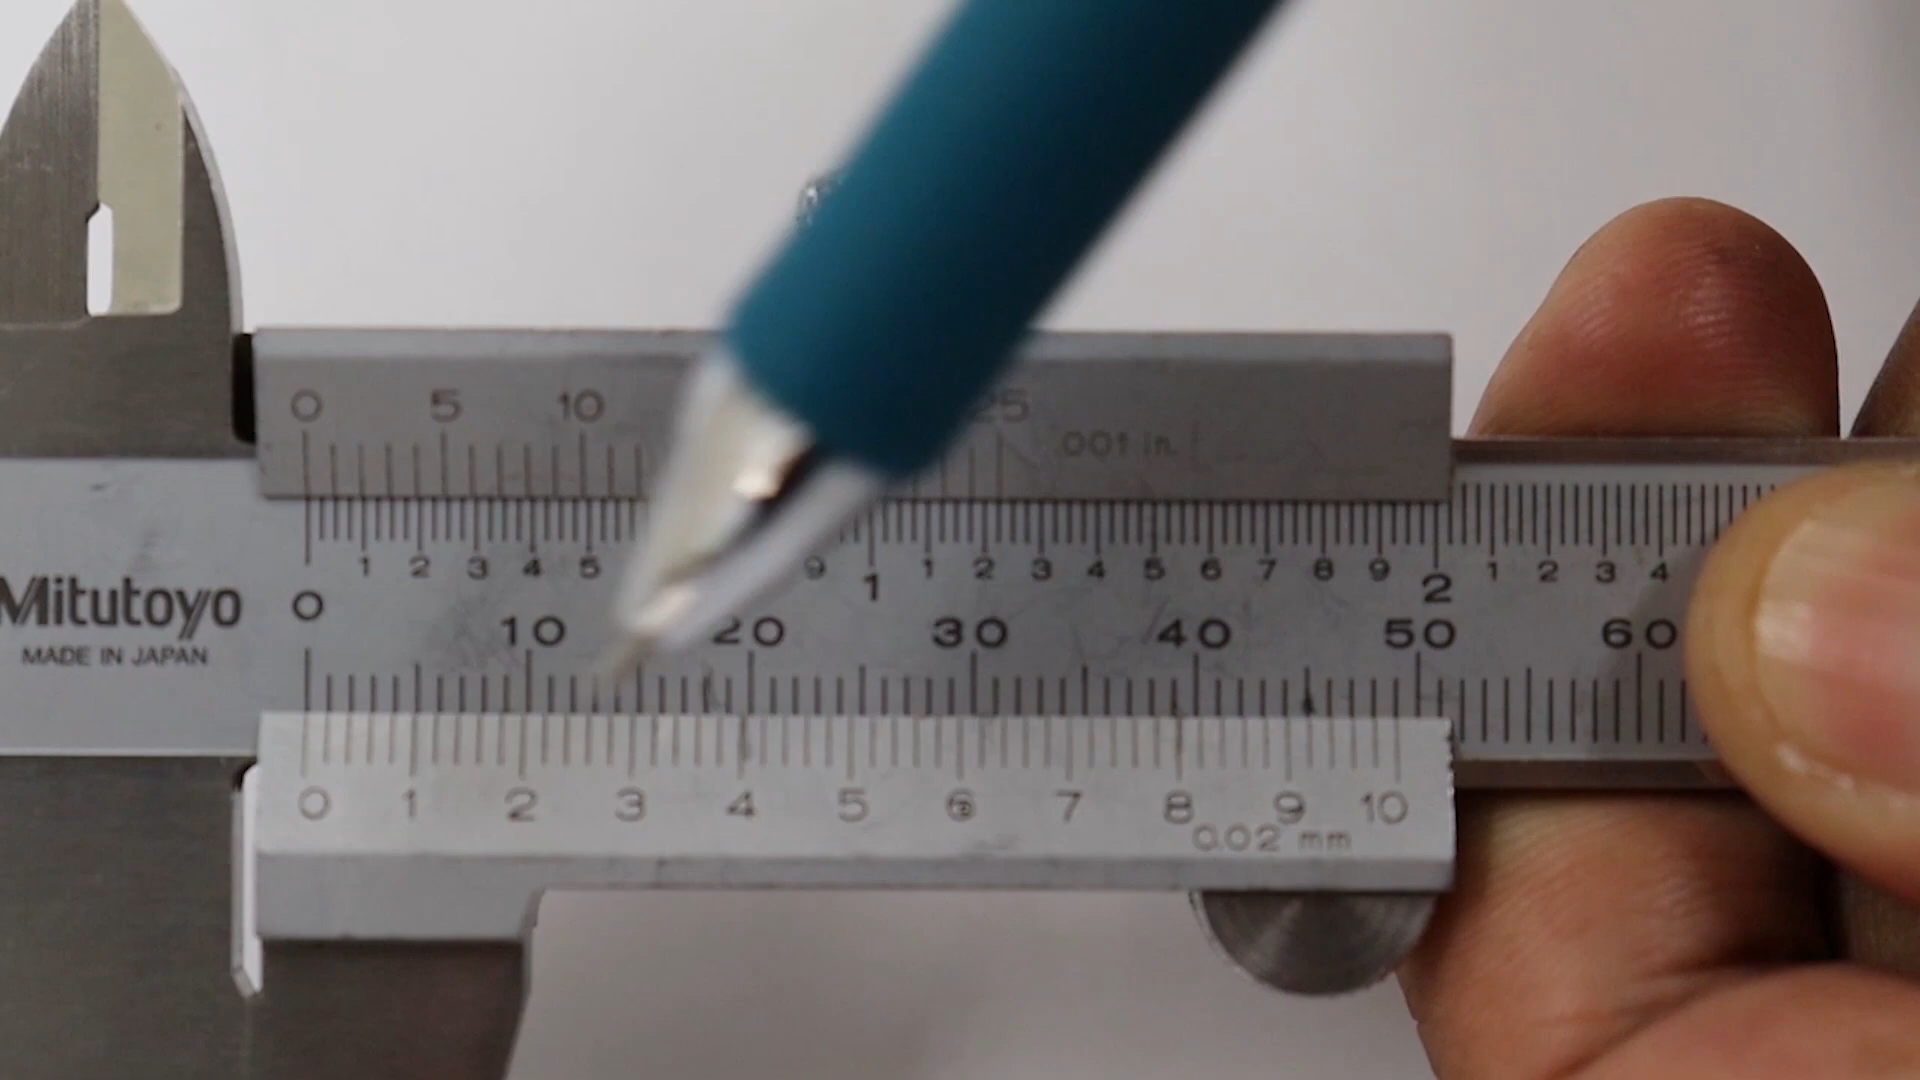 0 5 10 25
.001 in.
1 2 3 4 5 9 1 1 2 3 4 5 6 7 8 9 2 1 2 3 4
Mitutoyo
MADE IN JAPAN
0 10 20 30 40 50 60
0 1 2 3 4 5 6 7 8 9 10
0.02 mm